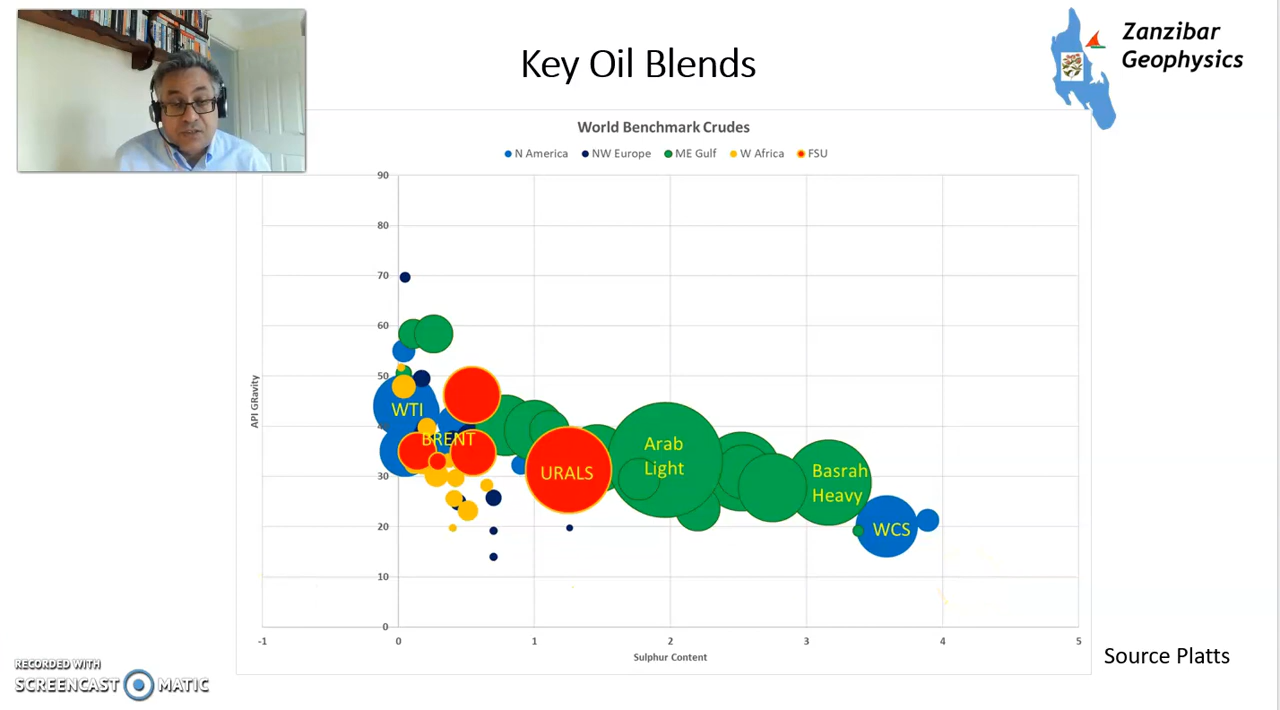 Key Oil Blends
Zanzibar
Geophysics
World Benchmark Crudes
N America NW Europe ME Gulf W Africa FSU
90
80
70
60
50
40
30
20
10
0
API GRavity
WTI
BRENT
URALS
Arab
Light
Basrah
Heavy
WCS
-1 0 1 2 3 4 5
Sulphur Content
Source Platts
RECORDED WITH
SCREENCAST MATIC